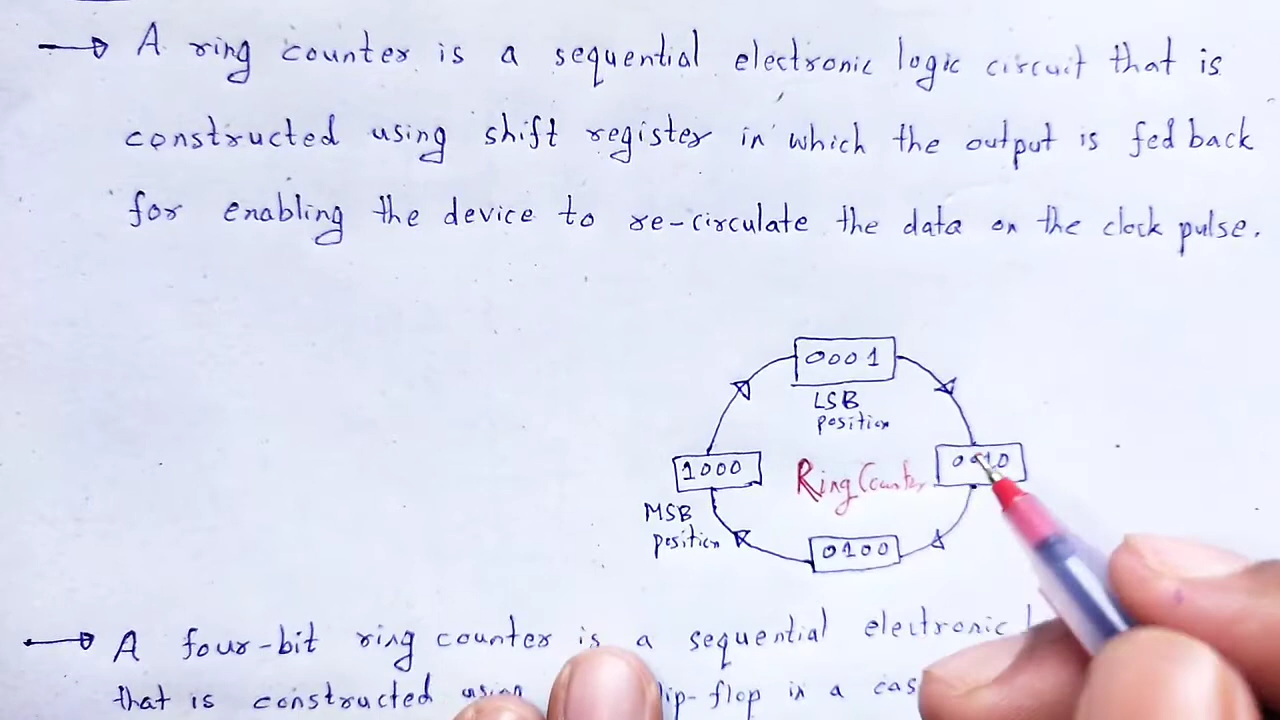 → A ring counter is a sequential electronic logic circuit that is
constructed using shift register in which the output is fed back
for enabling the device to re-circulate the data on the clock pulse.
0001
LSB
position
1000
Ring Counter
0010
MSB
position
0100
→ A four-bit ring counter is a sequential electronic
that is constructed using flop in a